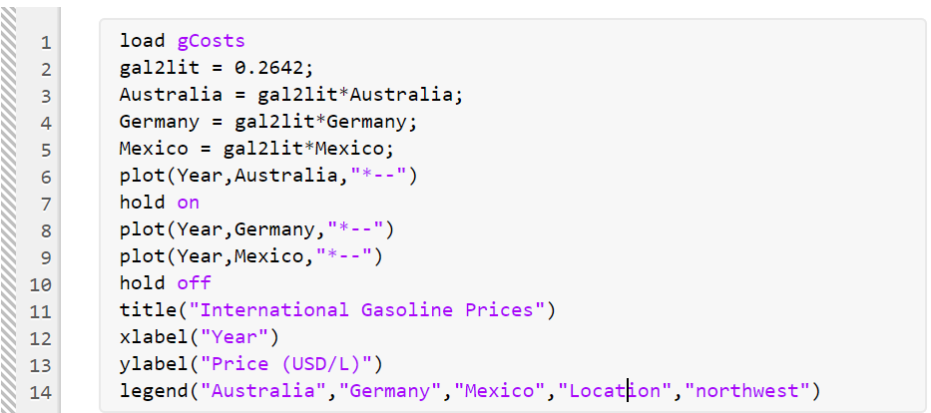 1 load gCosts
2 gal2lit = 0.2642;
3 Australia = gal2lit*Australia;
4 Germany = gal2lit*Germany;
5 Mexico = gal2lit*Mexico;
6 plot(Year,Australia,"*--")
7 hold on
8 plot(Year,Germany,"*--")
9 plot(Year,Mexico,"*--")
10 hold off
11 title("International Gasoline Prices")
12 xlabel("Year")
13 ylabel("Price (USD/L)")
14 legend("Australia","Germany","Mexico","Location","northwest")